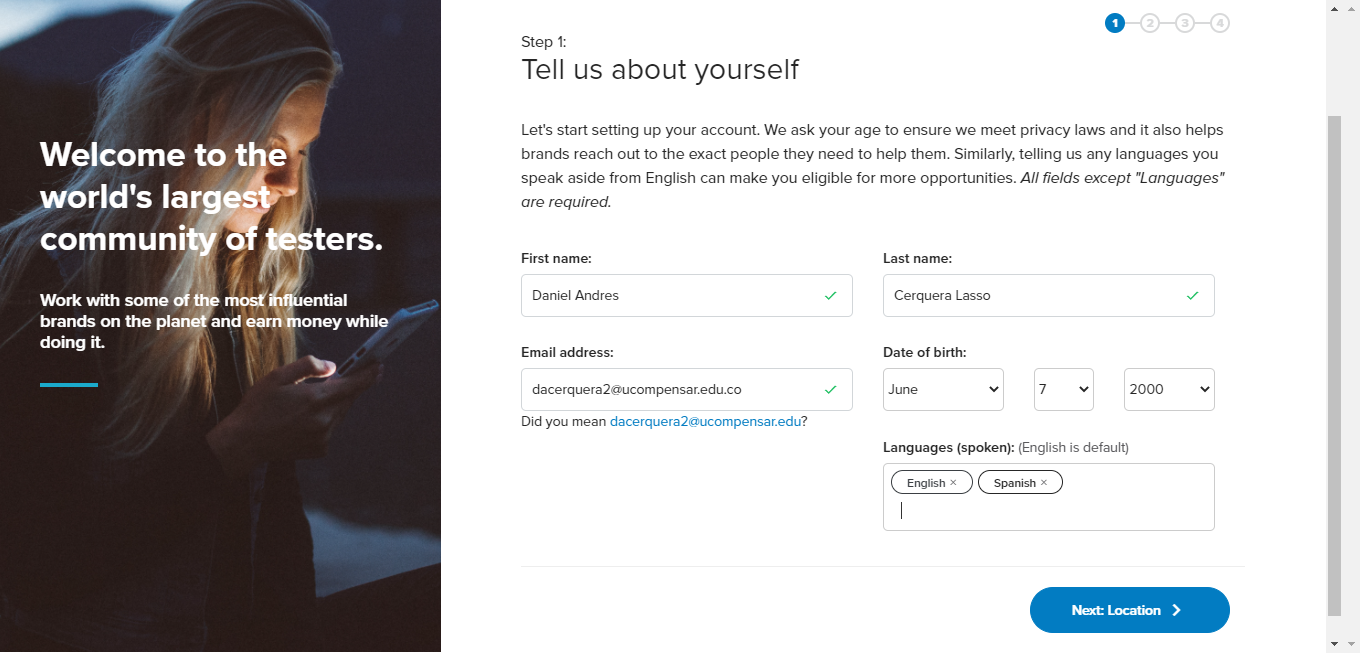 Welcome to the
world's largest
community of testers.
Work with some of the most influential
brands on the planet and earn money while
doing it.
1 2 3 4
Step 1:
Tell us about yourself
Let's start setting up your account. We ask your age to ensure we meet privacy laws and it also helps
brands reach out to the exact people they need to help them. Similarly, telling us any languages you
speak aside from English can make you eligible for more opportunities. All fields except "Languages"
are required.
First name:
Daniel Andres
Last name:
Cerquera Lasso
Email address:
dacerquera2@ucompensar.edu.co
Did you mean dacerquera2@ucompensar.edu?
Date of birth:
June 7 2000
Languages (spoken): (English is default)
English × Spanish ×
Next: Location